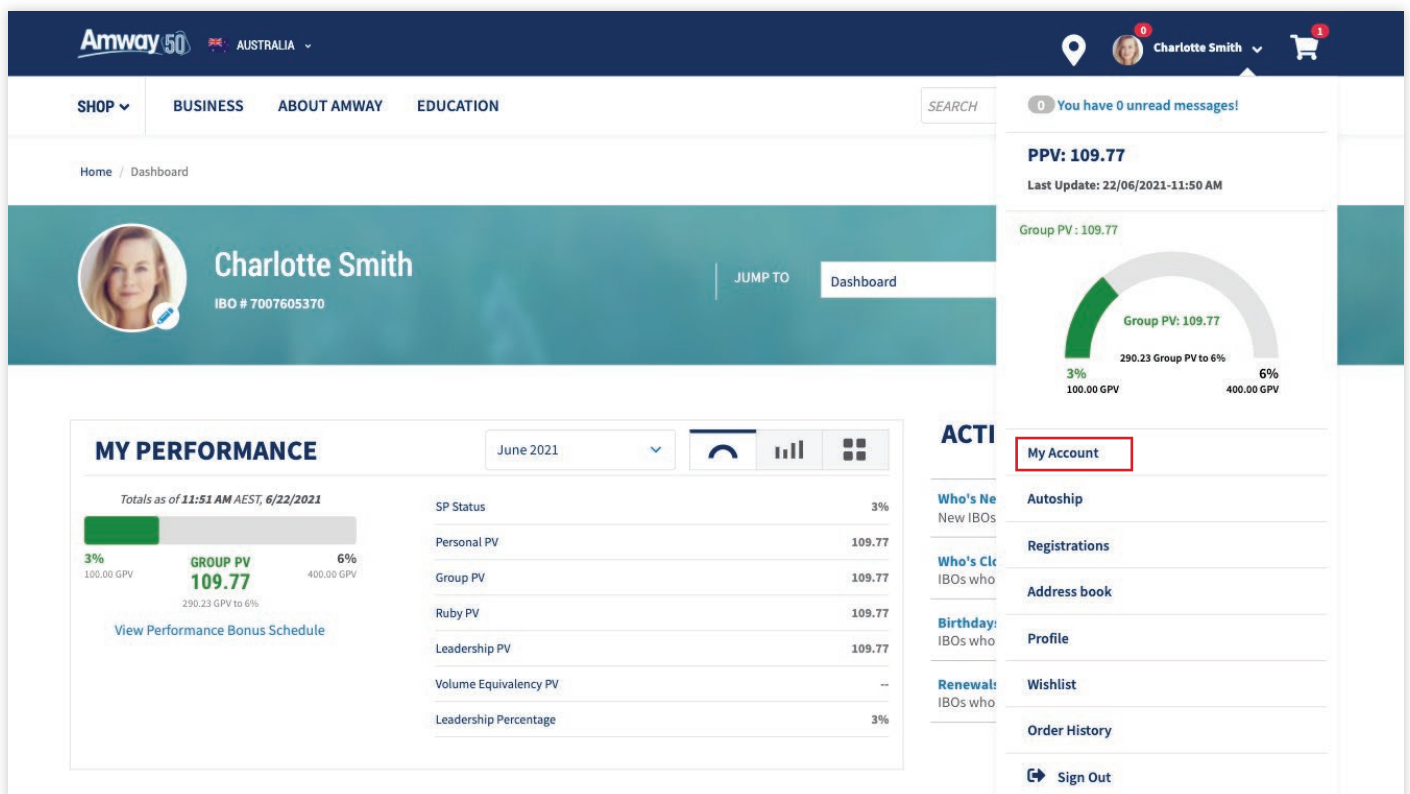 Amway 50 AUSTRALIA
0
Charlotte Smith
1
SHOP BUSINESS ABOUT AMWAY EDUCATION
SEARCH
Home / Dashboard
Charlotte Smith
IBO # 7007605370
JUMP TO Dashboard
0 You have 0 unread messages!
PPV: 109.77
Last Update: 22/06/2021-11:50 AM
Group PV : 109.77
Group PV: 109.77
290.23 Group PV to 6%
3% 6%
100.00 GPV 400.00 GPV
My Account
Autoship
Registrations
Address book
Profile
Wishlist
Order History
Sign Out
MY PERFORMANCE
June 2021
Totals as of 11:51 AM AEST, 6/22/2021
3% GROUP PV 6%
100.00 GPV 109.77 400.00 GPV
290.23 GPV to 6%
View Performance Bonus Schedule
SP Status 3%
Personal PV 109.77
Group PV 109.77
Ruby PV 109.77
Leadership PV 109.77
Volume Equivalency PV --
Leadership Percentage 3%
ACTI
Who's Ne
New IBOs
Who's Clo
IBOs who
Birthdays
IBOs who
Renewals
IBOs who